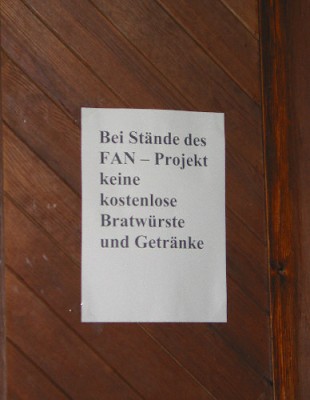 Bei Stände des
FAN – Projekt
keine
kostenlose
Bratwürste
und Getränke